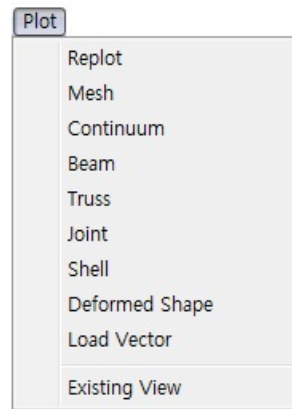 Plot
Replot
Mesh
Continuum
Beam
Truss
Joint
Shell
Deformed Shape
Load Vector
Existing View